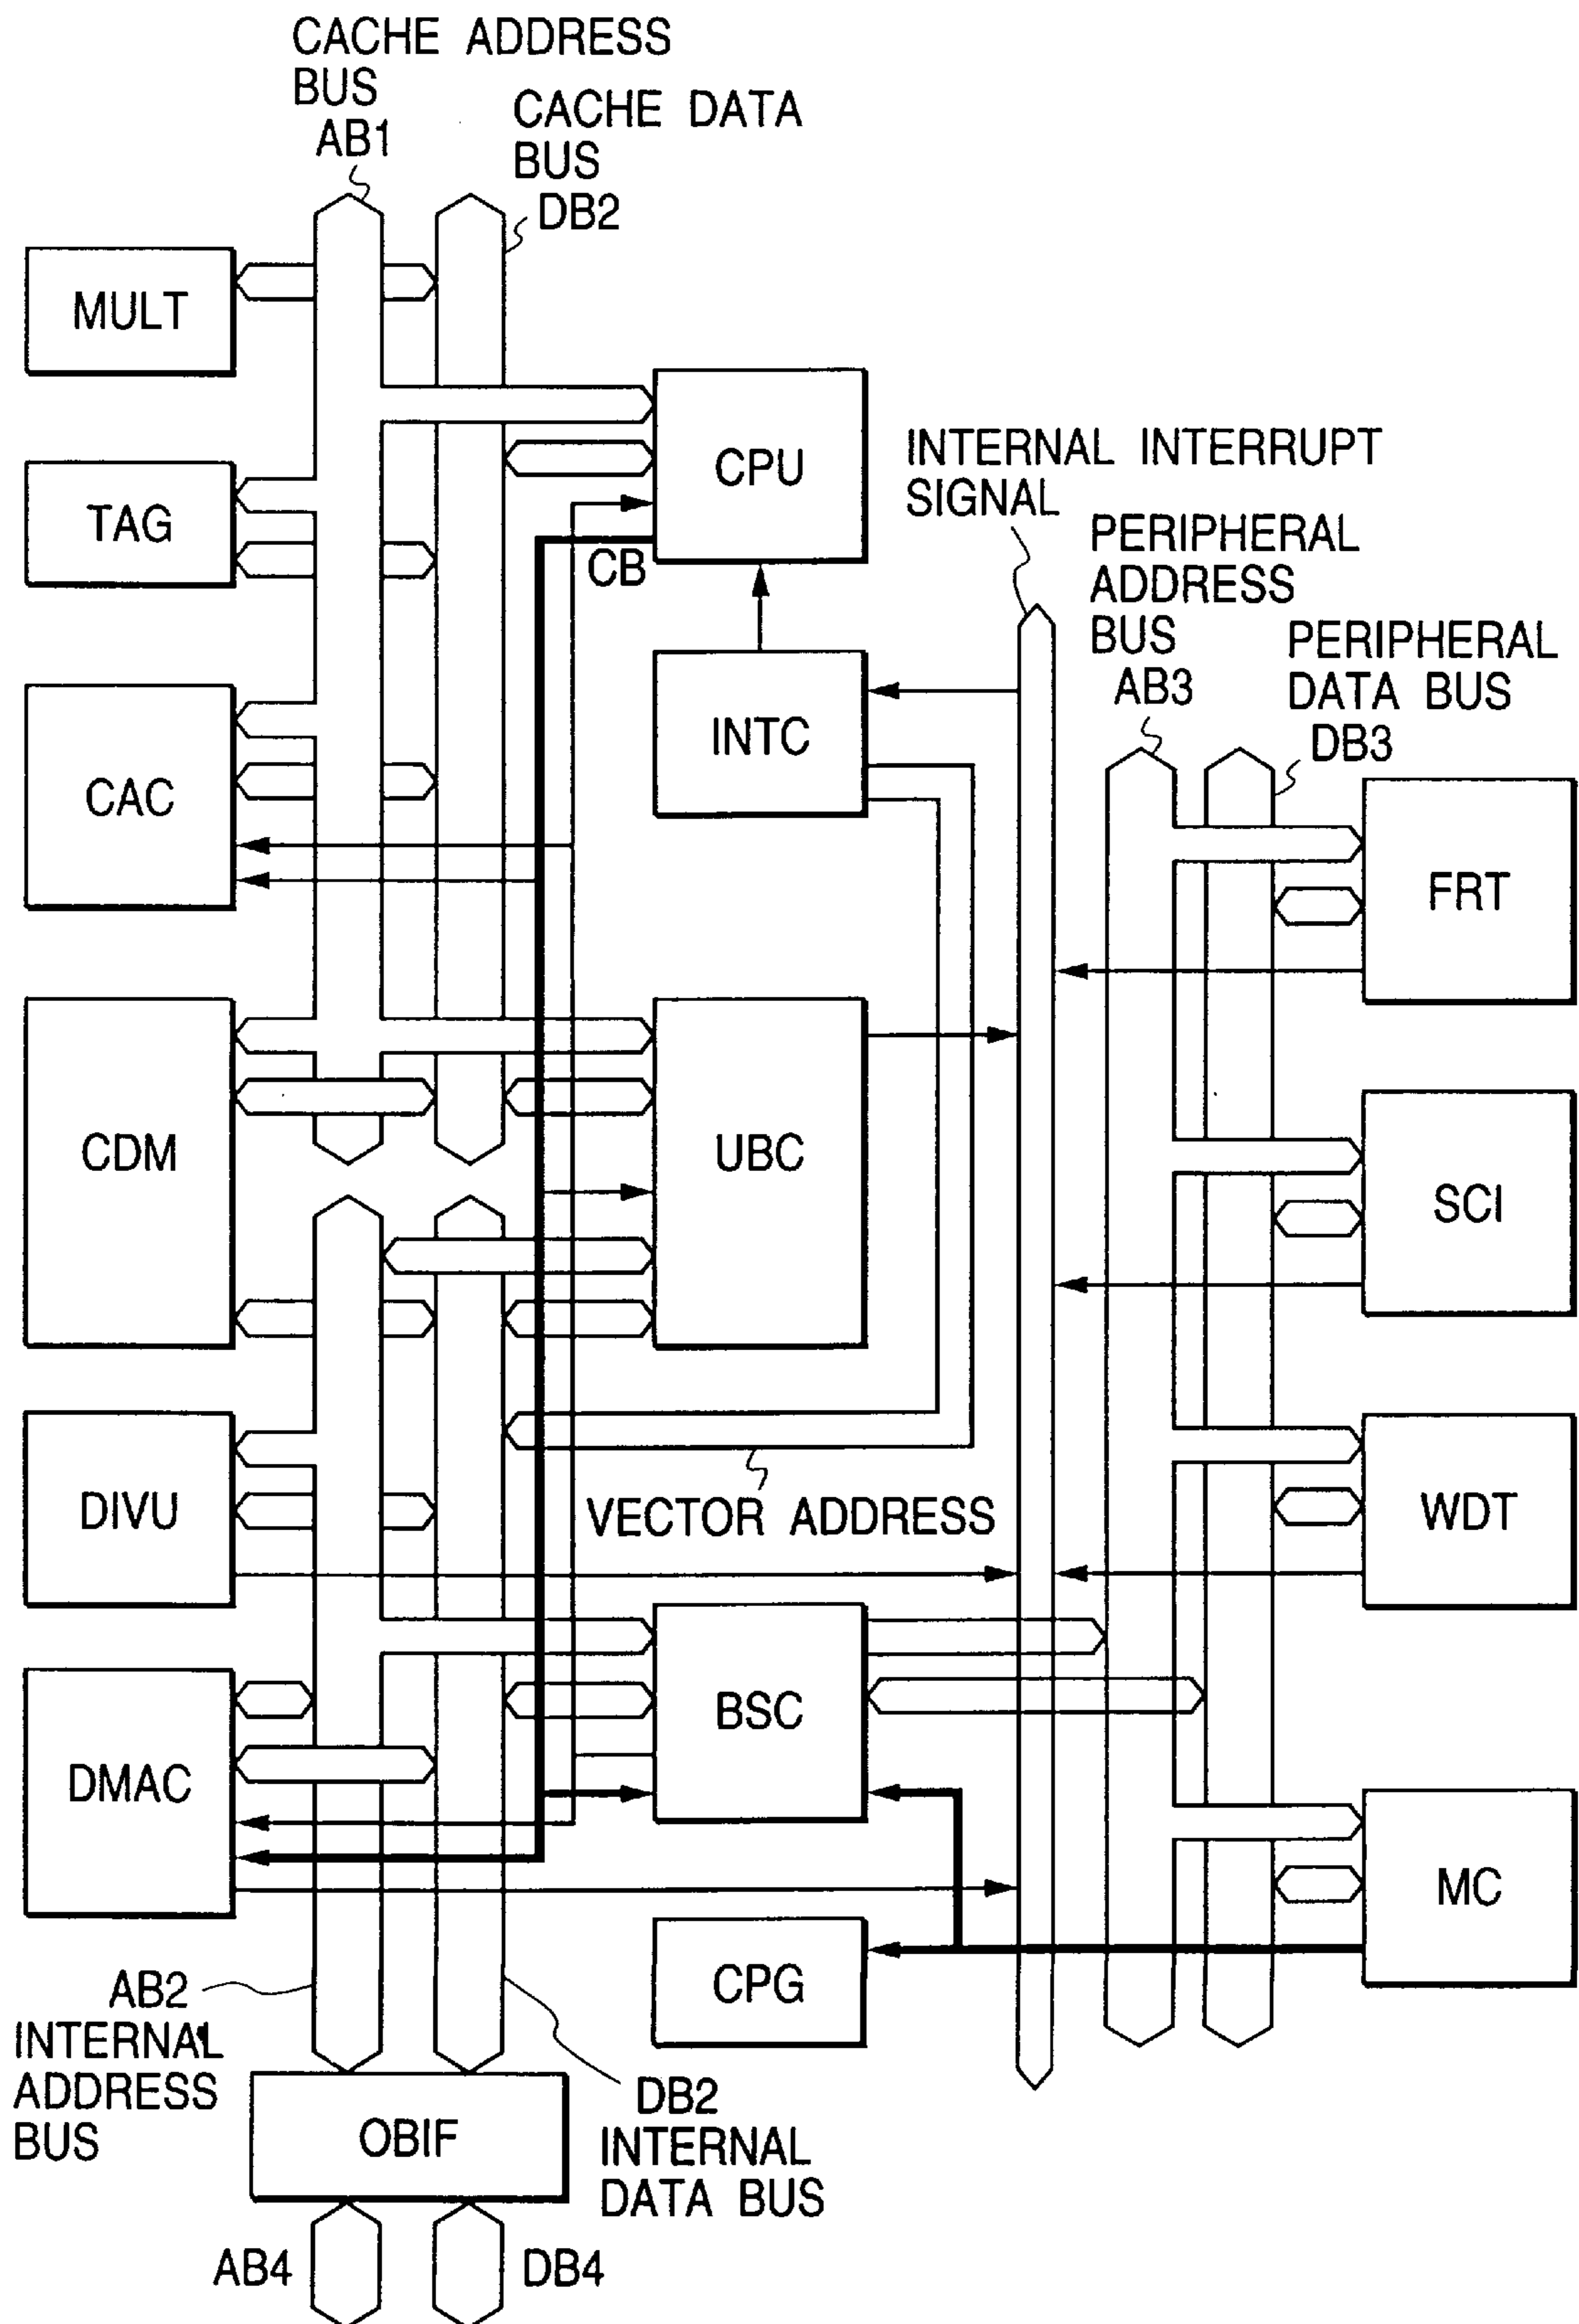 CACHE ADDRESS
BUS
AB1
CACHE DATA
BUS
DB2
MULT
CPU
INTERNAL INTERRUPT
SIGNAL
TAG
CB
PERIPHERAL
ADDRESS
BUS
AB3
PERIPHERAL
DATA BUS
DB3
INTC
CAC
FRT
CDM
UBC
SCI
DIVU
VECTOR ADDRESS
WDT
BSC
DMAC
MC
CPG
AB2
INTERNAL
ADDRESS
BUS
DB2
INTERNAL
DATA BUS
OBIF
AB4
DB4